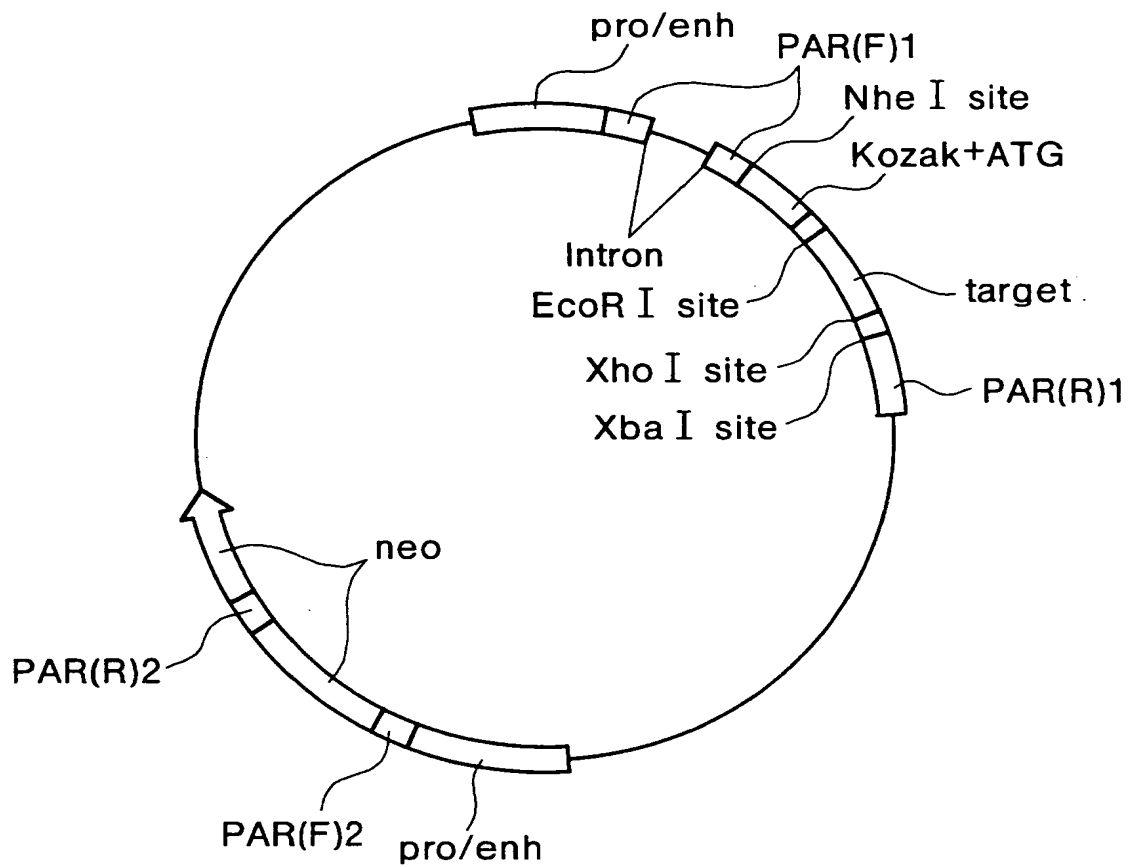 pro/enh
PAR(F)1
Nhe I site
Kozak+ATG
Intron
EcoR I site
target
Xho I site
PAR(R)1
Xba I site
neo
PAR(R)2
PAR(F)2
pro/enh